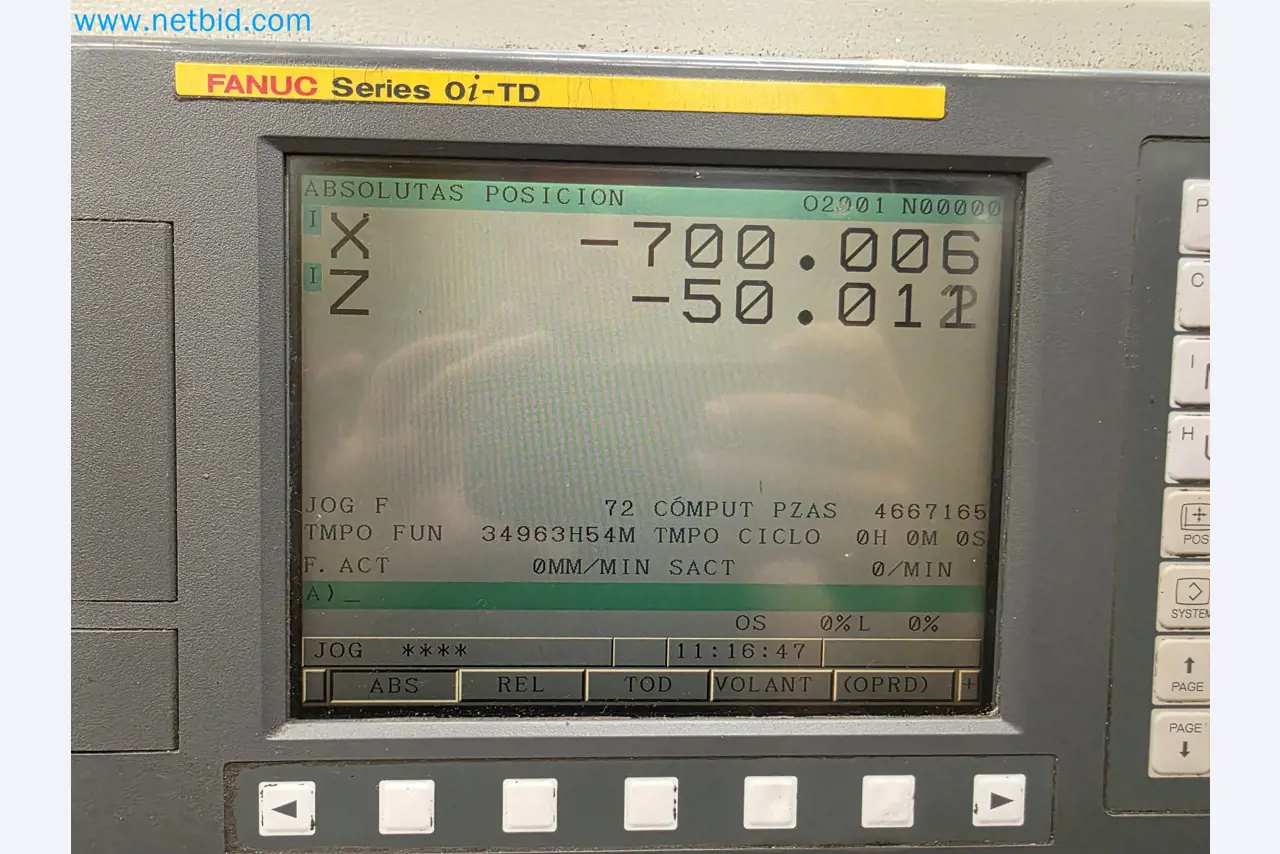 www.netbid.com
FANUC Series 0i-TD
ABSOLUTAS POSICION O2901 N00000
I X -700.006
I Z
JOG F 72 CÓMPUT PZAS 4667165
TMPO FUN 34963H54M TMPO CICLO 0H 0M 0S
F. ACT 0MM/MIN SACT 0/MIN
A)_
OS 0% L 0%
JOG **** 11:16:47
ABS REL TOD VOLANT (OPRD) +
P
C
I
H
POS
SYSTEM
PAGE
PAGE